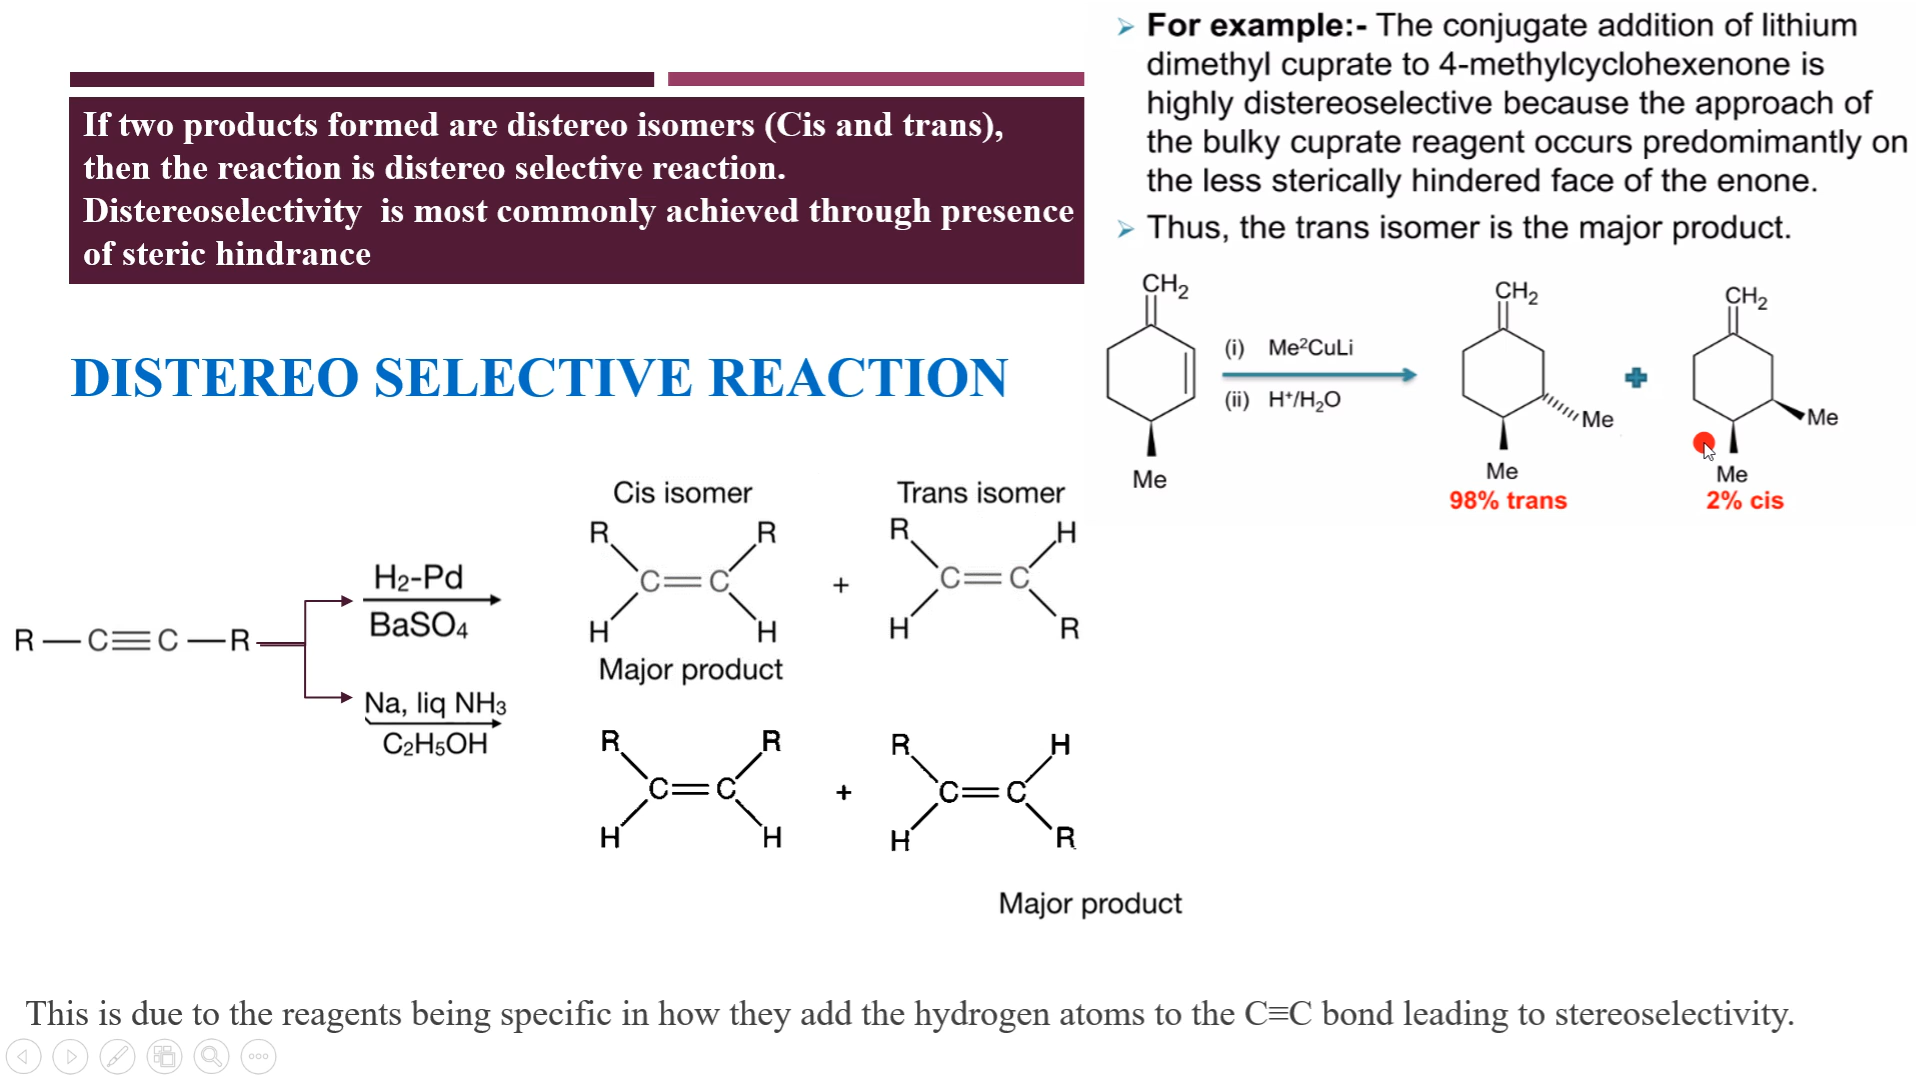 If two products formed are distereo isomers (Cis and trans),
then the reaction is distereo selective reaction.
Distereoselectivity is most commonly achieved through presence
of steric hindrance
DISTEREO SELECTIVE REACTION
➢ For example:- The conjugate addition of lithium
dimethyl cuprate to 4-methylcyclohexenone is
highly distereoselective because the approach of
the bulky cuprate reagent occurs predomimantly on
the less sterically hindered face of the enone.
➢ Thus, the trans isomer is the major product.
CH₂
(i) Me²CuLi
(ii) H⁺/H₂O
Me
CH₂
Me
Me
98% trans
+
CH₂
Me
Me
2% cis
R—C≡C—R
H₂-Pd
BaSO₄
Na, liq NH₃
C₂H₅OH
Cis isomer
R R
C=C
H H
Major product
+
Trans isomer
R H
C=C
H R
R R
C=C
H H
+
R H
C=C
H R
Major product
This is due to the reagents being specific in how they add the hydrogen atoms to the C≡C bond leading to stereoselectivity.